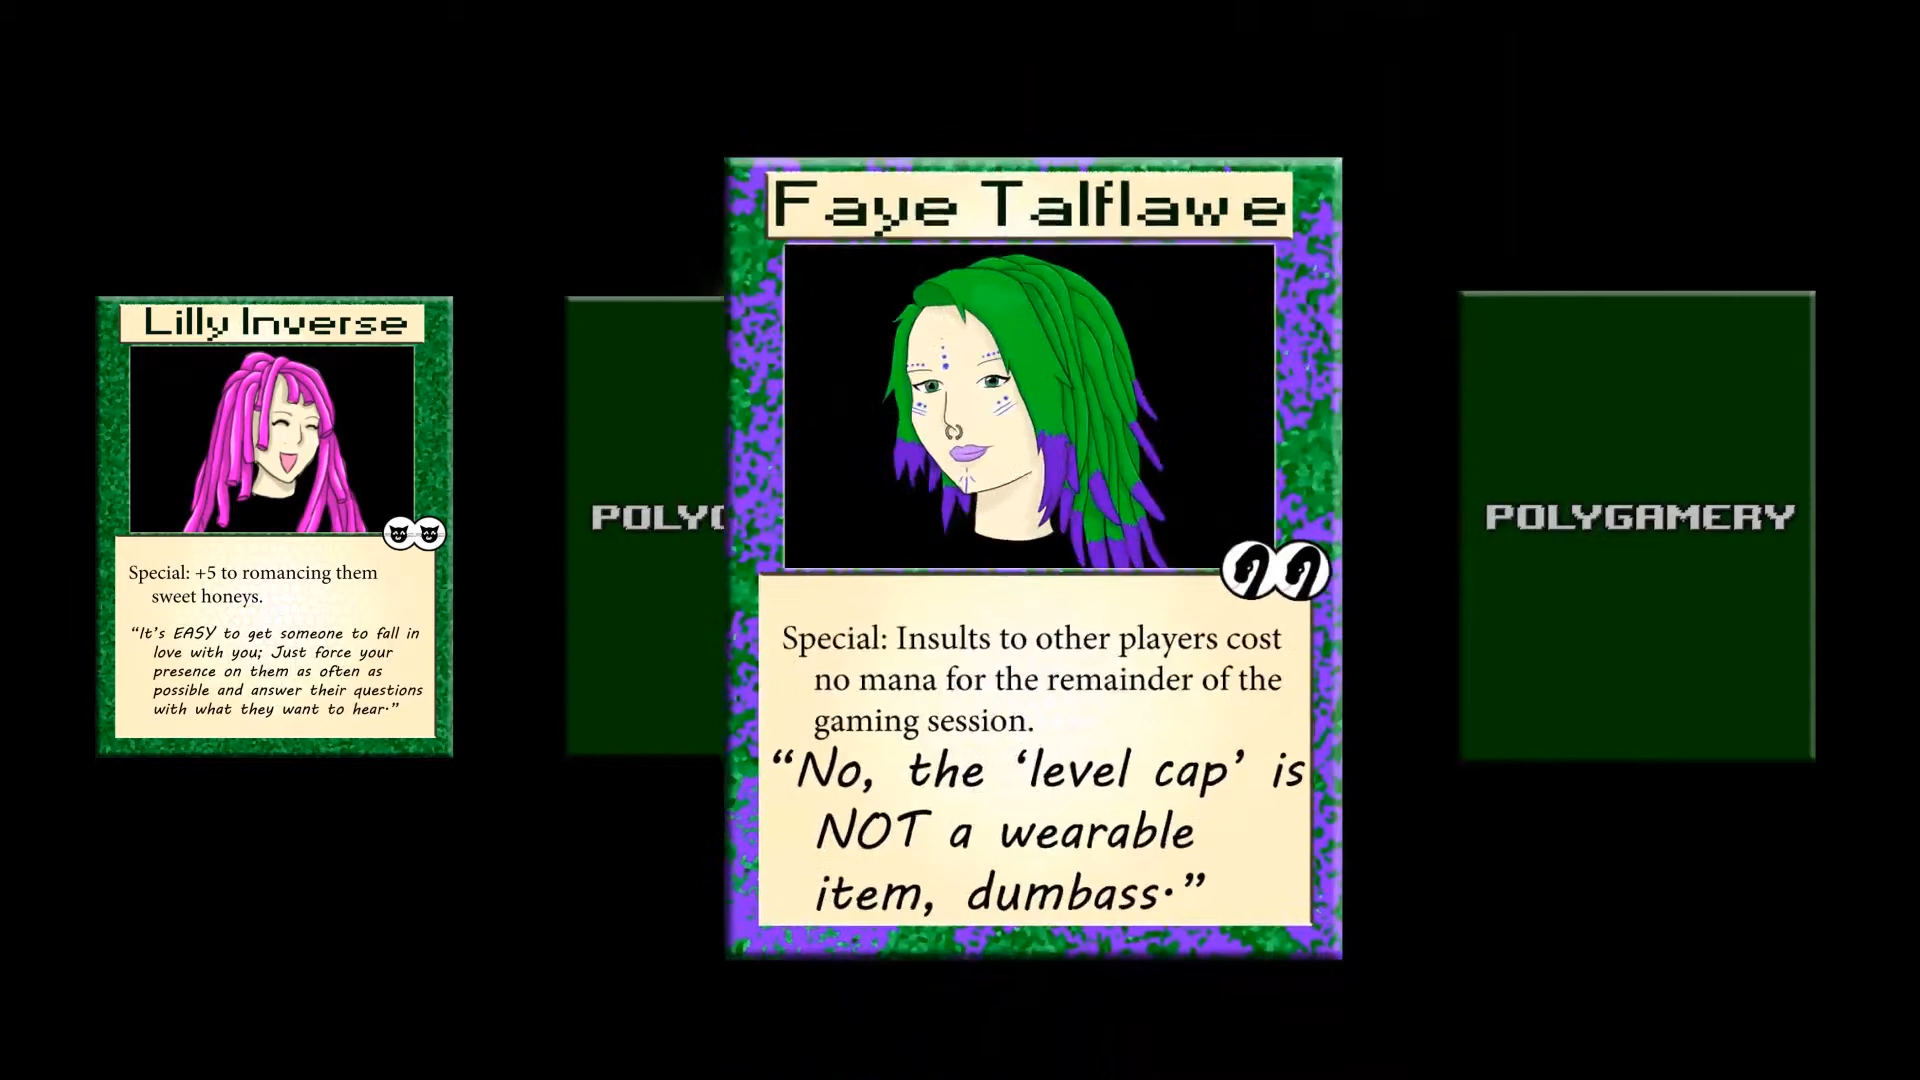 Lilly Inverse
Special: +5 to romancing them
sweet honeys.
“It's EASY to get someone to fall in
love with you; Just force your
presence on them as often as
possible and answer their questions
with what they want to hear.”
POLYG
Faye Talflawe
Special: Insults to other players cost
no mana for the remainder of the
gaming session.
“No, the ‘level cap’ is
NOT a wearable
item, dumbass.”
POLYGAMERY